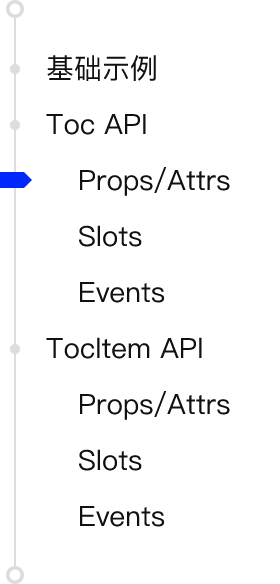 基础示例
Toc API
Props/Attrs
Slots
Events
TocItem API
Props/Attrs
Slots
Events